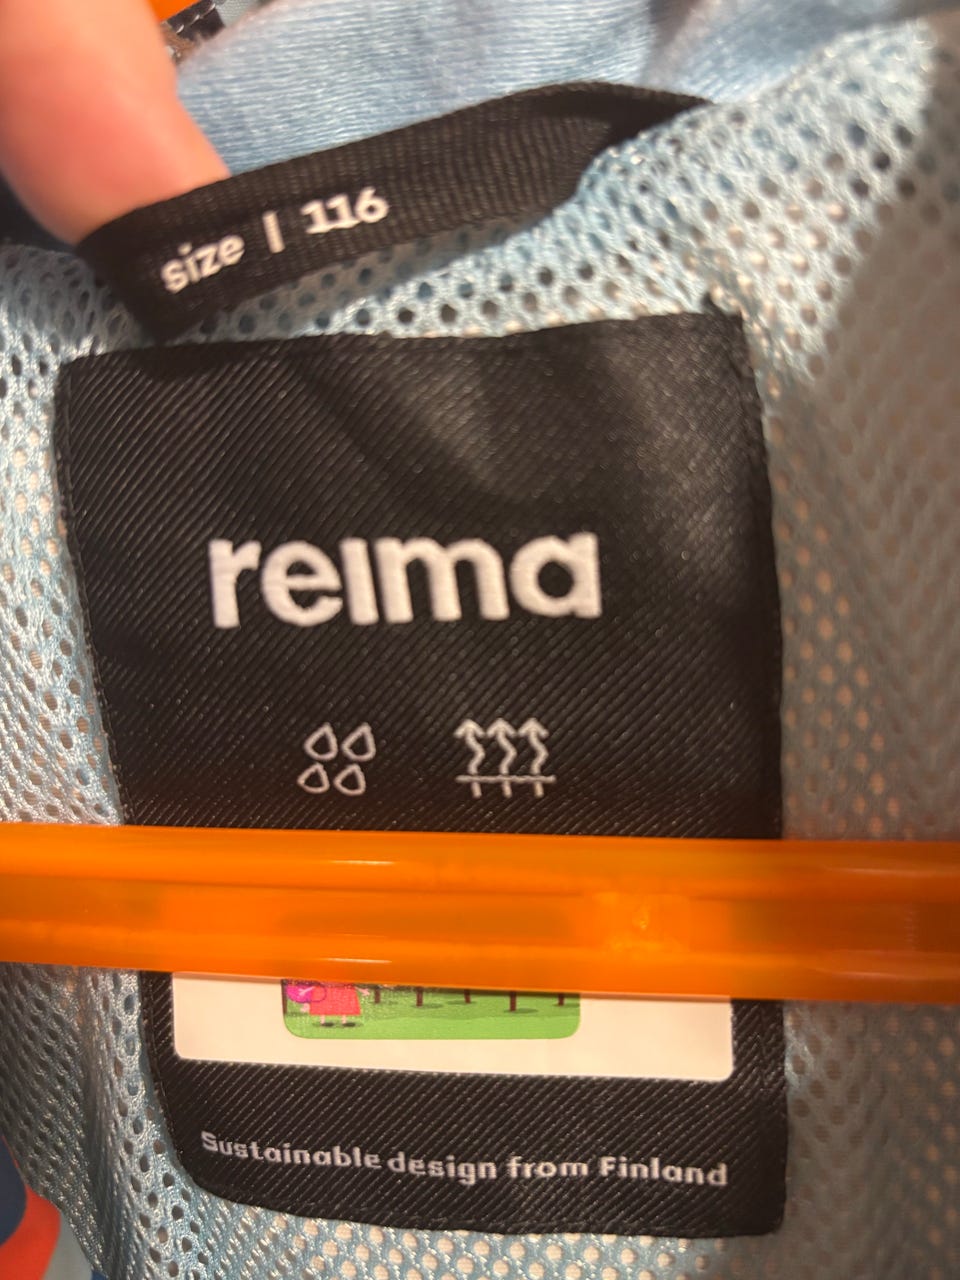 size | 116
reima
Sustainable design from Finland